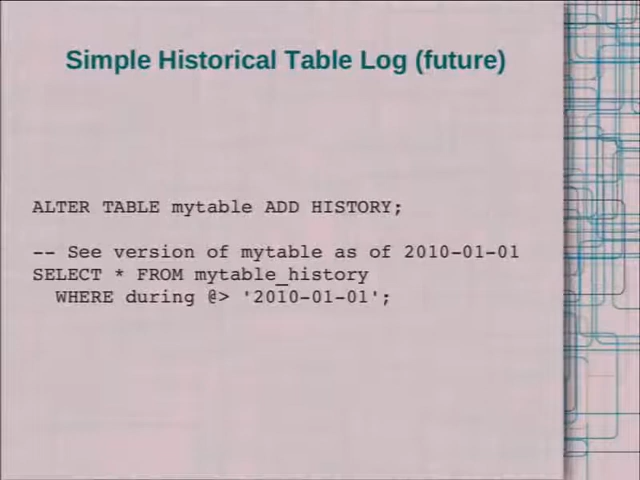 Simple Historical Table Log (future)
ALTER TABLE mytable ADD HISTORY;
-- See version of mytable as of 2010-01-01
SELECT * FROM mytable_history
WHERE during @> '2010-01-01';